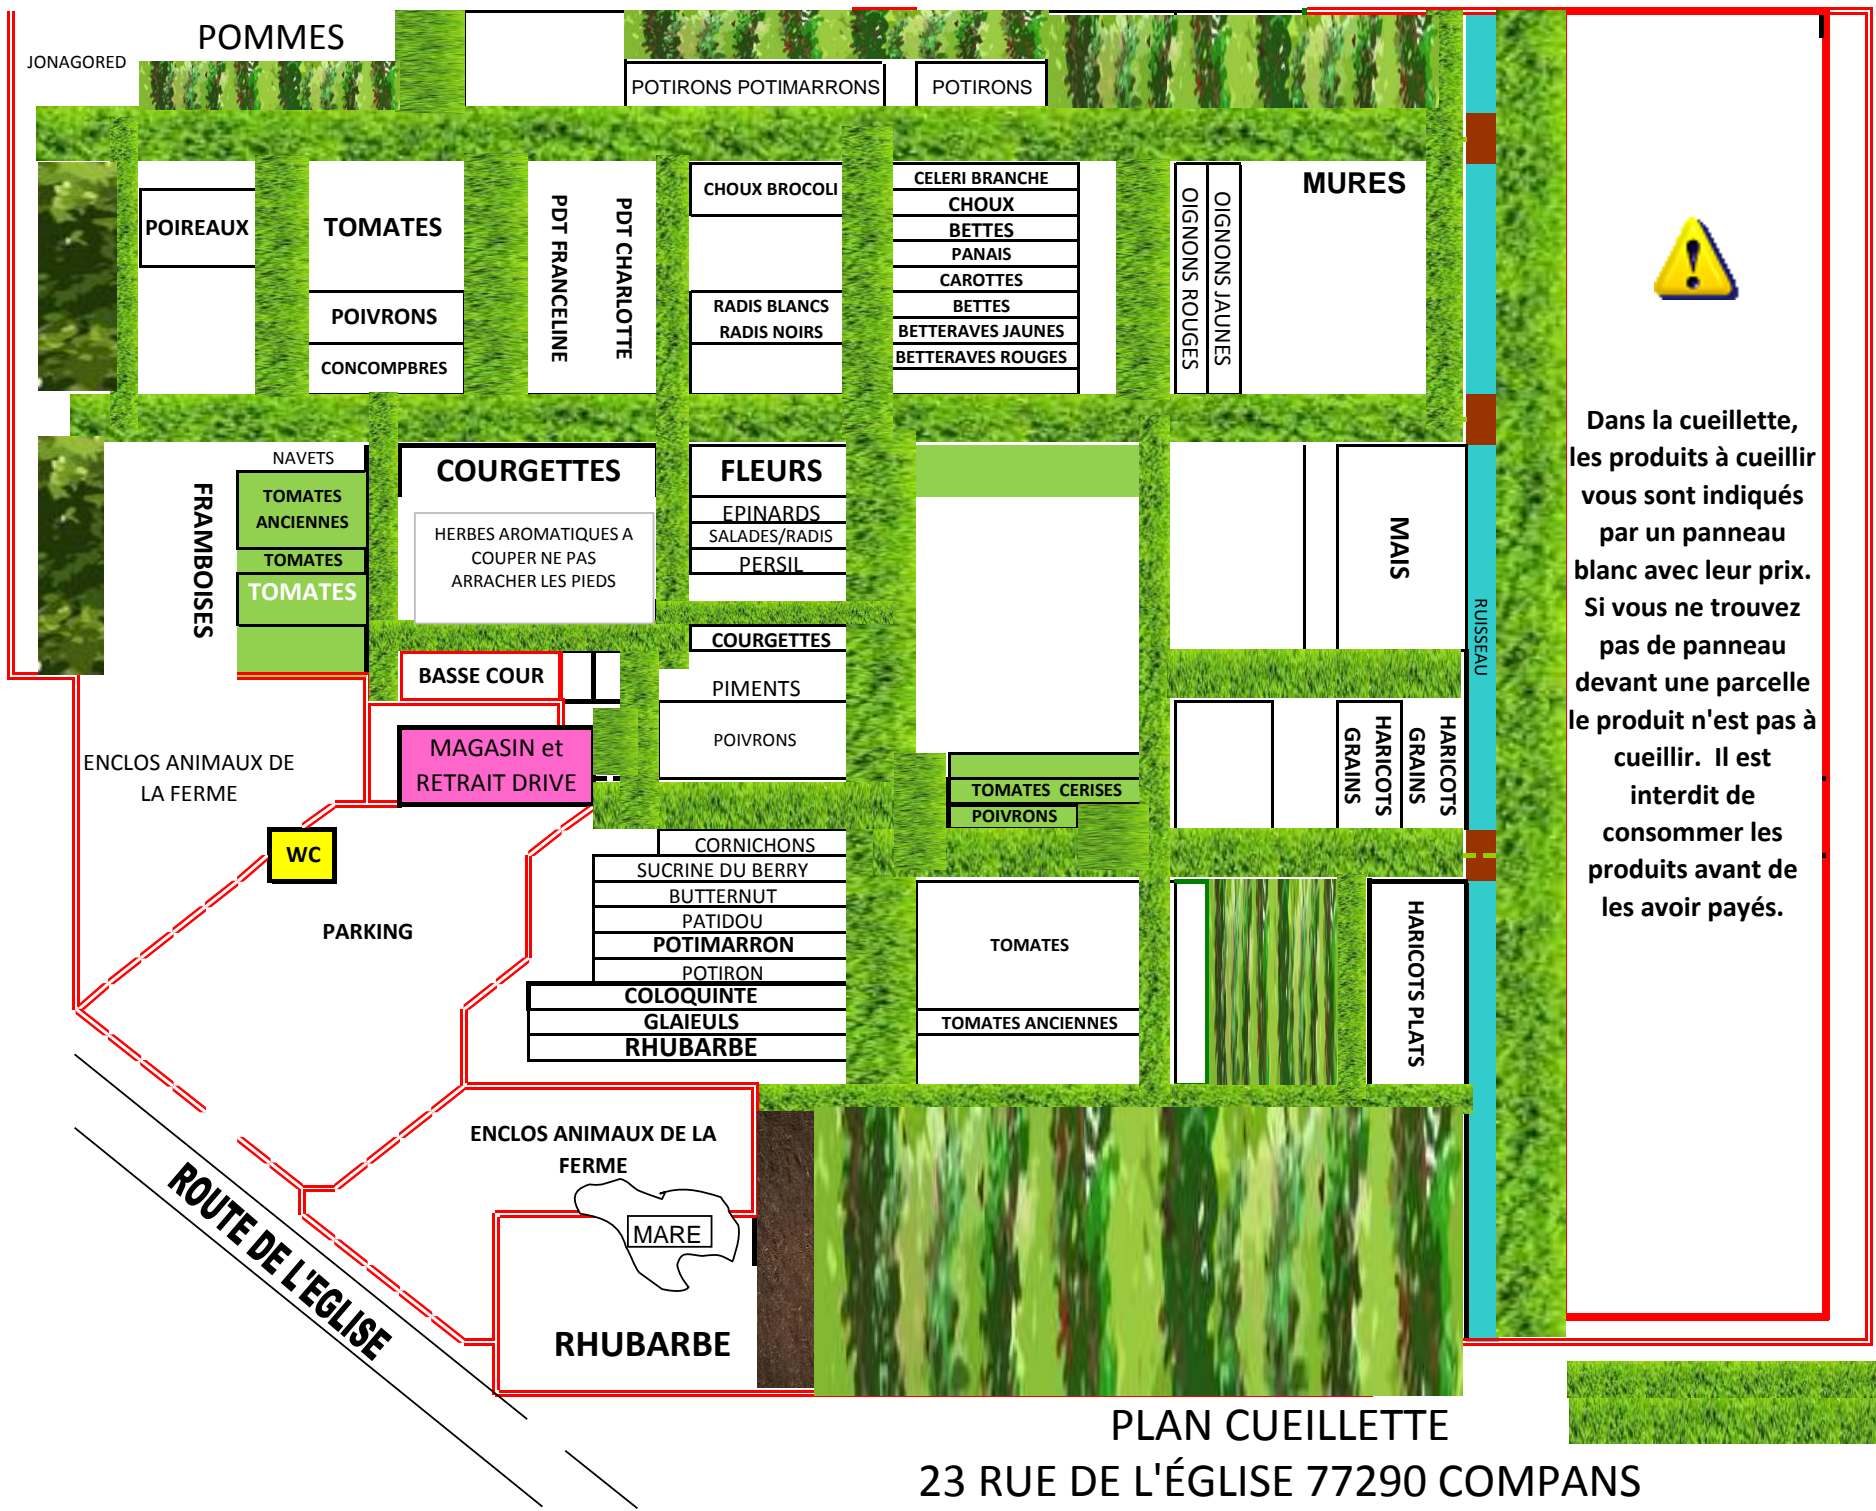 POMMES
JONAGORED
POTIRONS POTIMARRONS
POTIRONS
POIREAUX
TOMATES
POIVRONS
CONCOMPBRES
PDT FRANCELINE
PDT CHARLOTTE
CHOUX BROCOLI
RADIS BLANCS
RADIS NOIRS
CELERI BRANCHE
CHOUX
BETTES
PANAIS
CAROTTES
BETTES
BETTERAVES JAUNES
BETTERAVES ROUGES
OIGNONS ROUGES
OIGNONS JAUNES
MURES
FRAMBOISES
NAVETS
TOMATES
ANCIENNES
TOMATES
TOMATES
COURGETTES
HERBES AROMATIQUES A
COUPER NE PAS
ARRACHER LES PIEDS
FLEURS
EPINARDS
SALADES/RADIS
PERSIL
MAIS
RUISSEAU
BASSE COUR
COURGETTES
PIMENTS
POIVRONS
MAGASIN et
RETRAIT DRIVE
ENCLOS ANIMAUX DE
LA FERME
WC
PARKING
TOMATES CERISES
POIVRONS
HARICOTS
GRAINS
HARICOTS
GRAINS
CORNICHONS
SUCRINE DU BERRY
BUTTERNUT
PATIDOU
POTIMARRON
POTIRON
COLOQUINTE
GLAIEULS
RHUBARBE
TOMATES
TOMATES ANCIENNES
HARICOTS PLATS
ENCLOS ANIMAUX DE LA
FERME
MARE
RHUBARBE
ROUTE DE L'EGLISE
Dans la cueillette,
les produits à cueillir
vous sont indiqués
par un panneau
blanc avec leur prix.
Si vous ne trouvez
pas de panneau
devant une parcelle
le produit n'est pas à
cueillir. Il est
interdit de
consommer les
produits avant de
les avoir payés.
PLAN CUEILLETTE
23 RUE DE L'ÉGLISE 77290 COMPANS